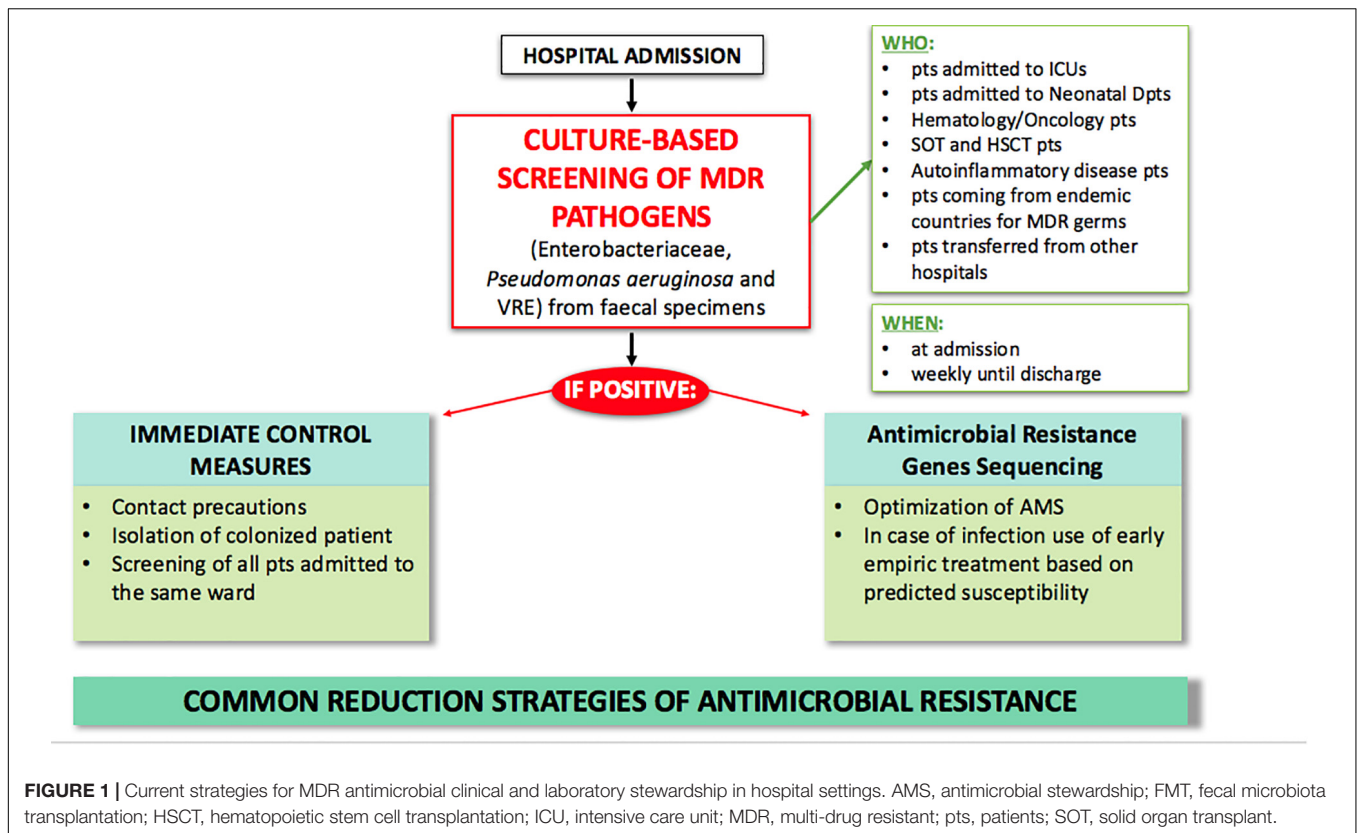 HOSPITAL ADMISSION
CULTURE-BASED
SCREENING OF MDR
PATHOGENS
(Enterobacteriaceae,
Pseudomonas aeruginosa and
VRE) from faecal specimens
WHO:
• pts admitted to ICUs
• pts admitted to Neonatal Dpts
• Hematology/Oncology pts
• SOT and HSCT pts
• Autoinflammatory disease pts
• pts coming from endemic
countries for MDR germs
• pts transferred from other
hospitals
WHEN:
• at admission
• weekly until discharge
IF POSITIVE:
IMMEDIATE CONTROL
MEASURES
• Contact precautions
• Isolation of colonized patient
• Screening of all pts admitted to
the same ward
Antimicrobial Resistance
Genes Sequencing
• Optimization of AMS
• In case of infection use of early
empiric treatment based on
predicted susceptibility
COMMON REDUCTION STRATEGIES OF ANTIMICROBIAL RESISTANCE
FIGURE 1 | Current strategies for MDR antimicrobial clinical and laboratory stewardship in hospital settings. AMS, antimicrobial stewardship; FMT, fecal microbiota
transplantation; HSCT, hematopoietic stem cell transplantation; ICU, intensive care unit; MDR, multi-drug resistant; pts, patients; SOT, solid organ transplant.